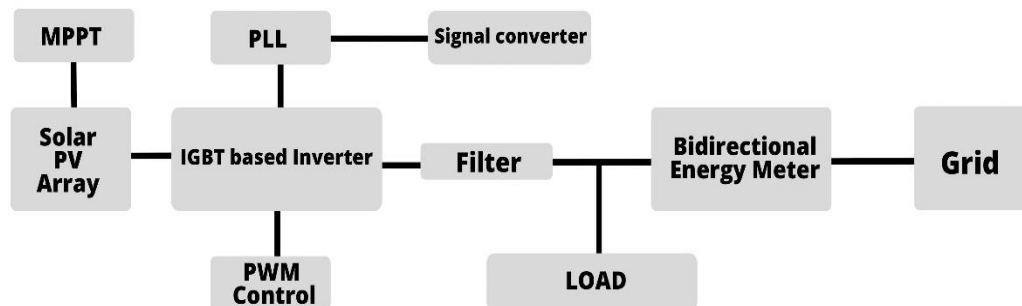 MPPT
PLL
Signal converter
Solar
PV
Array
IGBT based Inverter
Filter
Bidirectional
Energy Meter
Grid
PWM
Control
LOAD